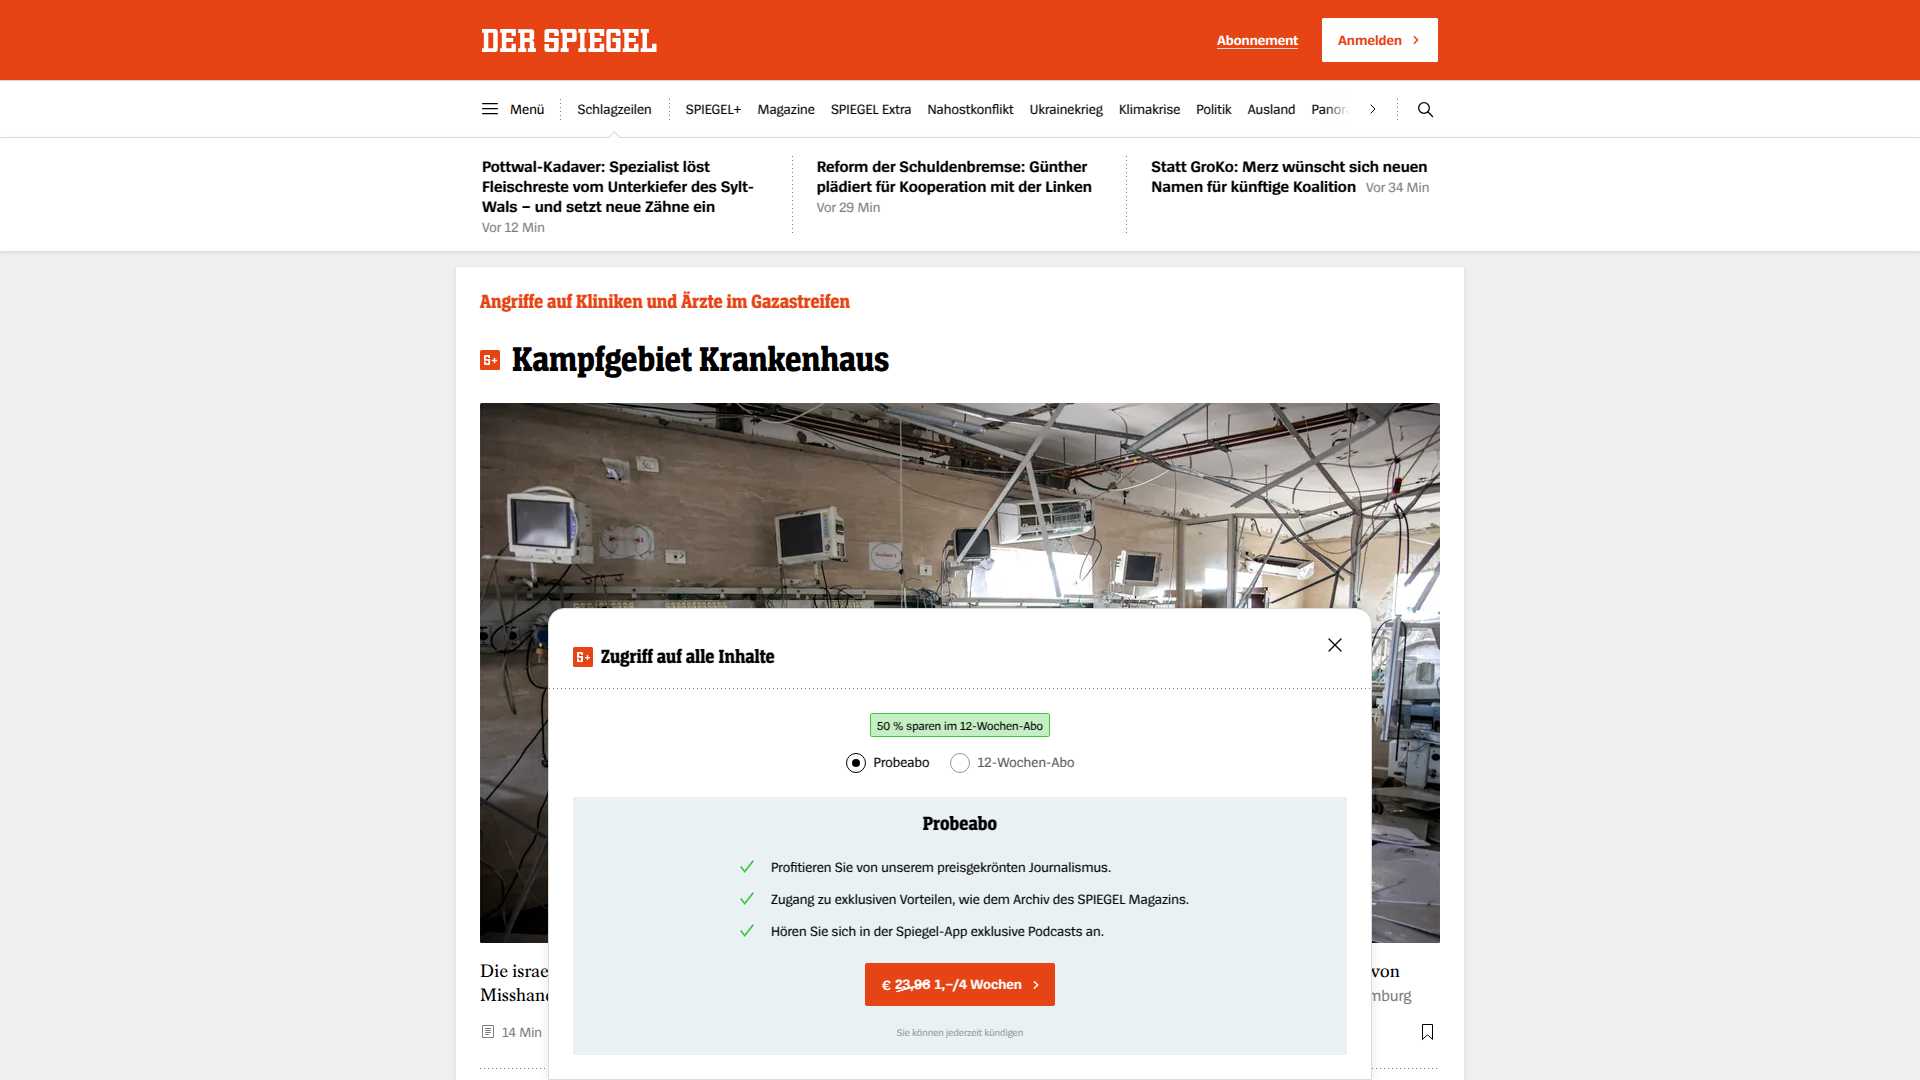 DER SPIEGEL
Abonnement
Anmelden
Menü
Schlagzeilen
SPIEGEL+
Magazine
SPIEGEL Extra
Nahostkonflikt
Ukrainekrieg
Klimakrise
Politik
Ausland
Panor
Pottwal-Kadaver: Spezialist löst
Fleischreste vom Unterkiefer des Sylt-
Wals – und setzt neue Zähne ein
Vor 12 Min
Reform der Schuldenbremse: Günther
plädiert für Kooperation mit der Linken
Vor 29 Min
Statt GroKo: Merz wünscht sich neuen
Namen für künftige Koalition Vor 34 Min
Angriffe auf Kliniken und Ärzte im Gazastreifen
S+ Kampfgebiet Krankenhaus
S+ Zugriff auf alle Inhalte
50 % sparen im 12-Wochen-Abo
Probeabo
12-Wochen-Abo
Probeabo
Profitieren Sie von unserem preisgekrönten Journalismus.
Zugang zu exklusiven Vorteilen, wie dem Archiv des SPIEGEL Magazins.
Hören Sie sich in der Spiegel-App exklusive Podcasts an.
€ 23,96 1,–/4 Wochen
Sie können jederzeit kündigen
Die israe
von
Misshan
mburg
14 Min